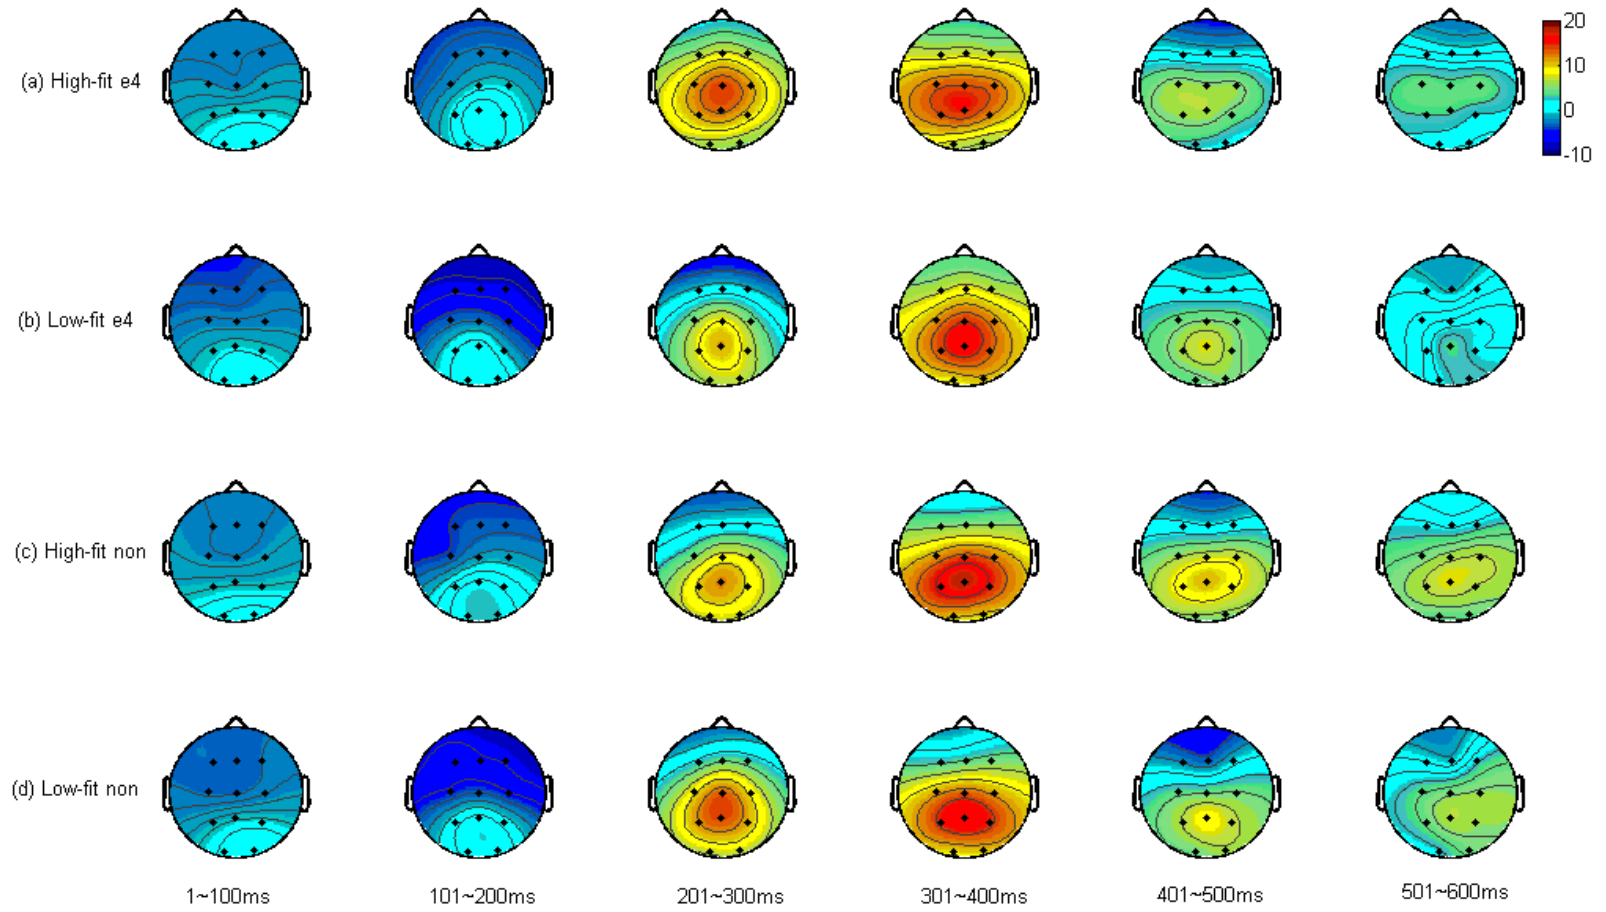 20
(a) High-fit e4
10
0
-10
(b) Low-fit e4
(c) High-fit non
(d) Low-fit non
1~100ms 101~200ms 201~300ms 301~400ms 401~500ms 501~600ms